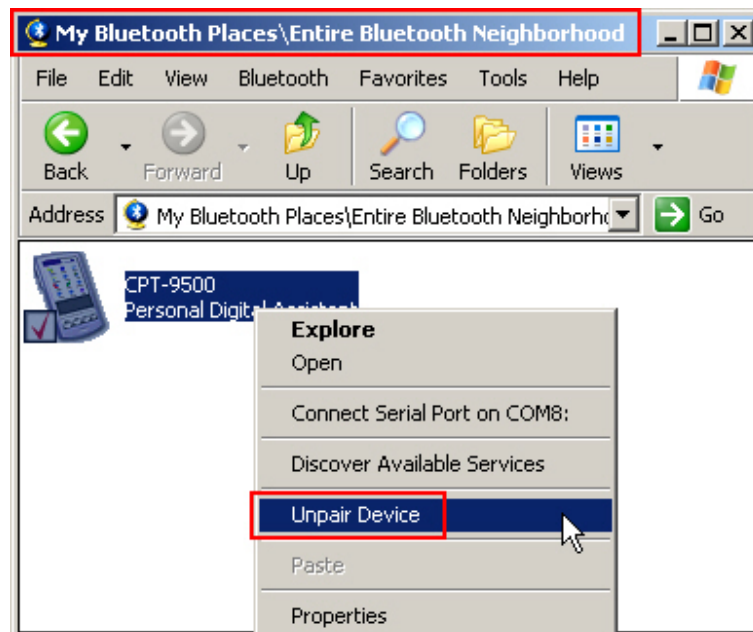 My Bluetooth Places\Entire Bluetooth Neighborhood
File Edit View Bluetooth Favorites Tools Help
Back Forward Up Search Folders Views
Address My Bluetooth Places\Entire Bluetooth Neighborh Go
CPT-9500
Personal Digital Assistant
Explore
Open
Connect Serial Port on COM8:
Discover Available Services
Unpair Device
Paste
Properties